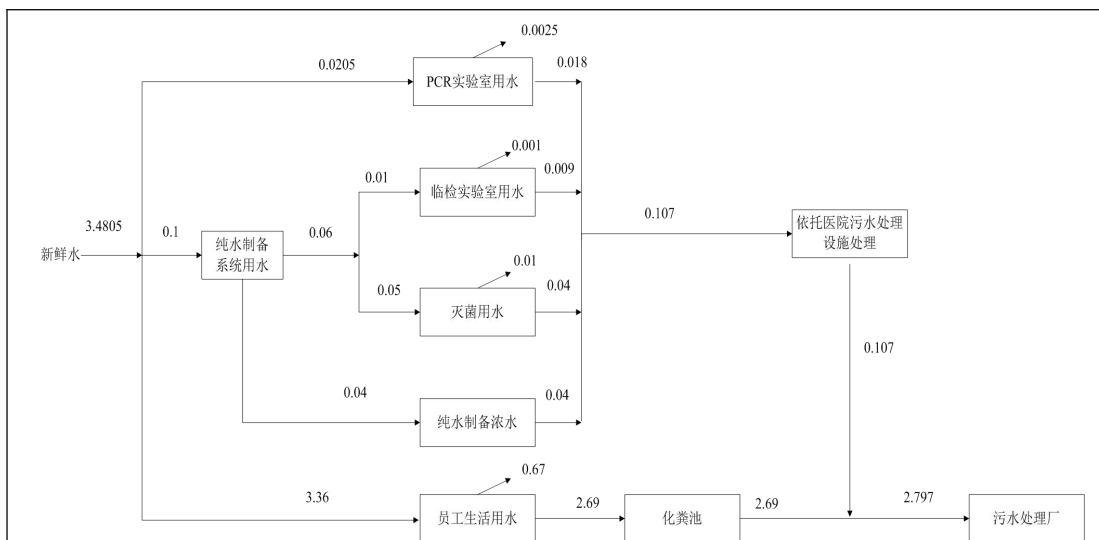 0.0025
0.0205
PCR实验室用水
0.018
0.001
0.01
临检实验室用水
0.009
3.4805
新鲜水
0.1
纯水制备
系统用水
0.06
0.107
依托医院污水处理
设施处理
0.01
0.05
灭菌用水
0.04
0.107
0.04
纯水制备浓水
0.04
0.67
3.36
员工生活用水
2.69
化粪池
2.69
2.797
污水处理厂